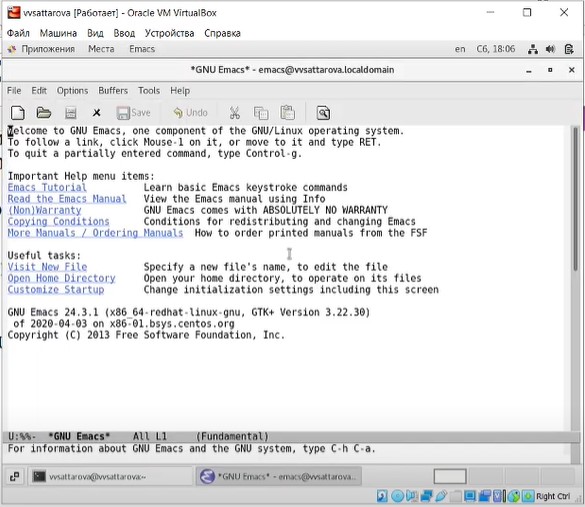 vvsattarova [Работает] - Oracle VM VirtualBox
Файл Машина Вид Ввод Устройства Справка
Приложения Места Emacs en Сб, 18:06
*GNU Emacs* - emacs@vvsattarova.localdomain
File Edit Options Buffers Tools Help
Save Undo
Welcome to GNU Emacs, one component of the GNU/Linux operating system.
To follow a link, click Mouse-1 on it, or move to it and type RET.
To quit a partially entered command, type Control-g.
Important Help menu items:
Emacs Tutorial Learn basic Emacs keystroke commands
Read the Emacs Manual View the Emacs manual using Info
(Non)Warranty GNU Emacs comes with ABSOLUTELY NO WARRANTY
Copying Conditions Conditions for redistributing and changing Emacs
More Manuals / Ordering Manuals How to order printed manuals from the FSF
Useful tasks:
Visit New File Specify a new file's name, to edit the file
Open Home Directory Open your home directory, to operate on its files
Customize Startup Change initialization settings including this screen
GNU Emacs 24.3.1 (x86_64-redhat-linux-gnu, GTK+ Version 3.22.30)
of 2020-04-03 on x86-01.bsys.centos.org
Copyright (C) 2013 Free Software Foundation, Inc.
U:%%- *GNU Emacs* All L1 (Fundamental)
For information about GNU Emacs and the GNU system, type C-h C-a.
vvsattarova@vvsattarova:~ *GNU Emacs* - emacs@vvsattarova...
Right Ctrl